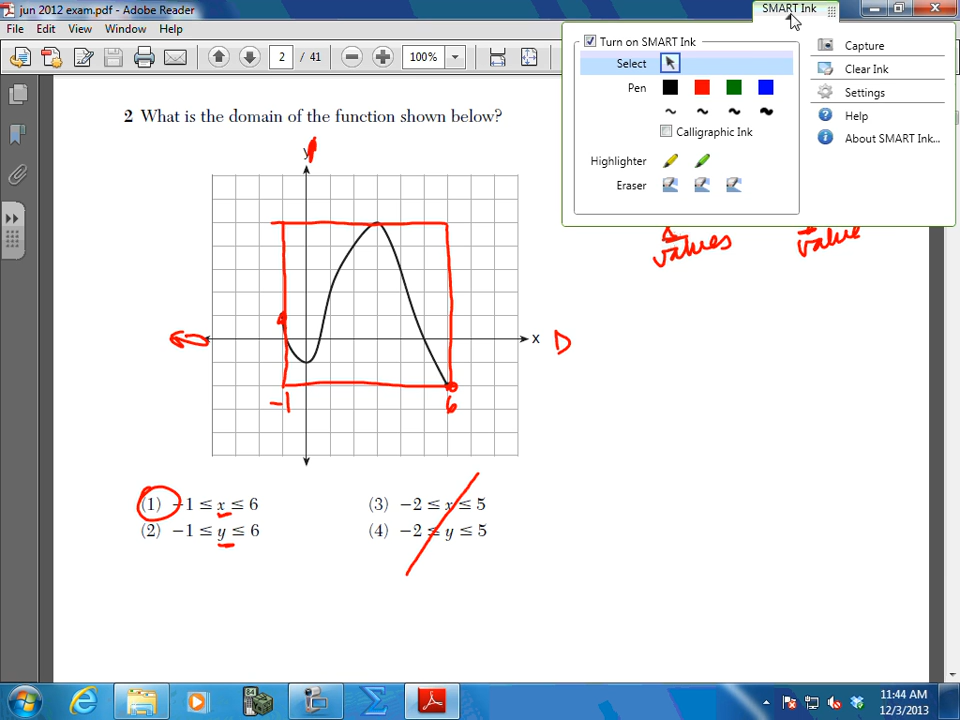 jun 2012 exam.pdf - Adobe Reader
SMART Ink
File Edit View Window Help
2 / 41
100%
Turn on SMART Ink
Select
Pen
Calligraphic Ink
Highlighter
Eraser
Capture
Clear Ink
Settings
Help
About SMART Ink...
2 What is the domain of the function shown below?
y
values
value
x
D
-1
6
(1) −1 ≤ x ≤ 6
(3) −2 ≤ x ≤ 5
(2) −1 ≤ y ≤ 6
(4) −2 ≤ y ≤ 5
11:44 AM
12/3/2013